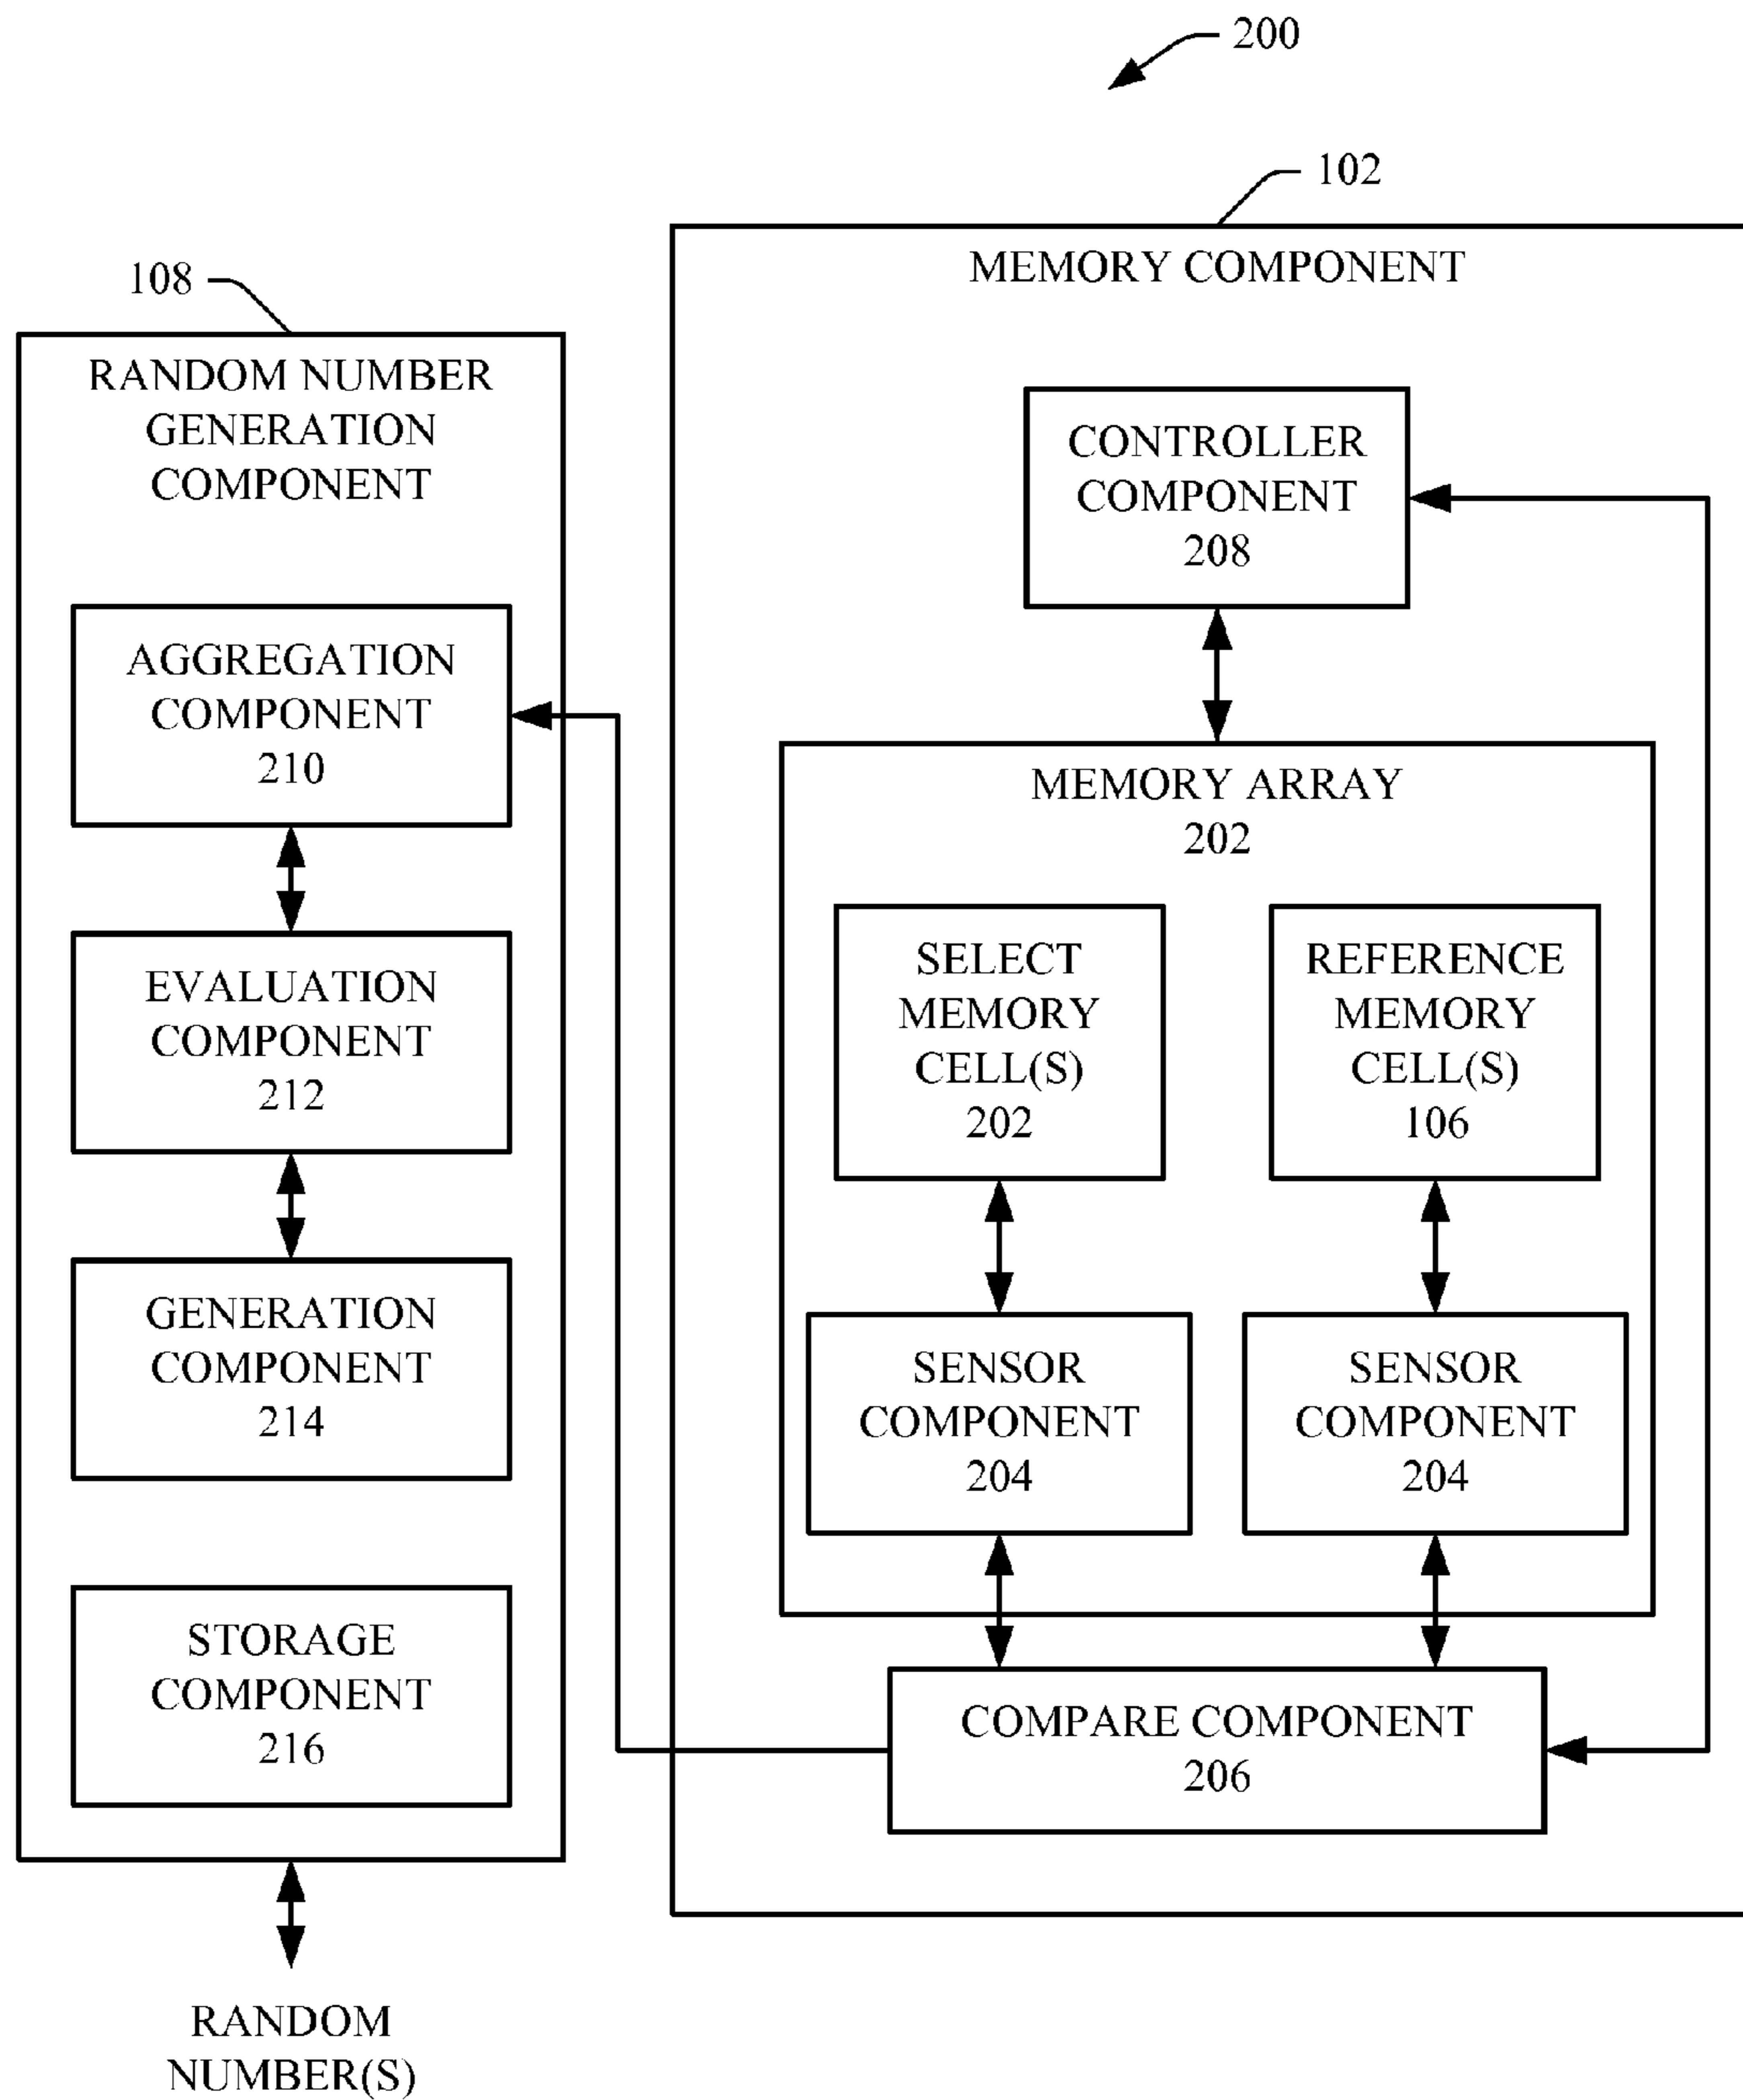 200
102
MEMORY COMPONENT
108
RANDOM NUMBER
GENERATION
COMPONENT
CONTROLLER
COMPONENT
208
AGGREGATION
COMPONENT
210
MEMORY ARRAY
202
SELECT
MEMORY
CELL(S)
202
REFERENCE
MEMORY
CELL(S)
106
EVALUATION
COMPONENT
212
GENERATION
COMPONENT
214
SENSOR
COMPONENT
204
SENSOR
COMPONENT
204
STORAGE
COMPONENT
216
COMPARE COMPONENT
206
RANDOM
NUMBER(S)